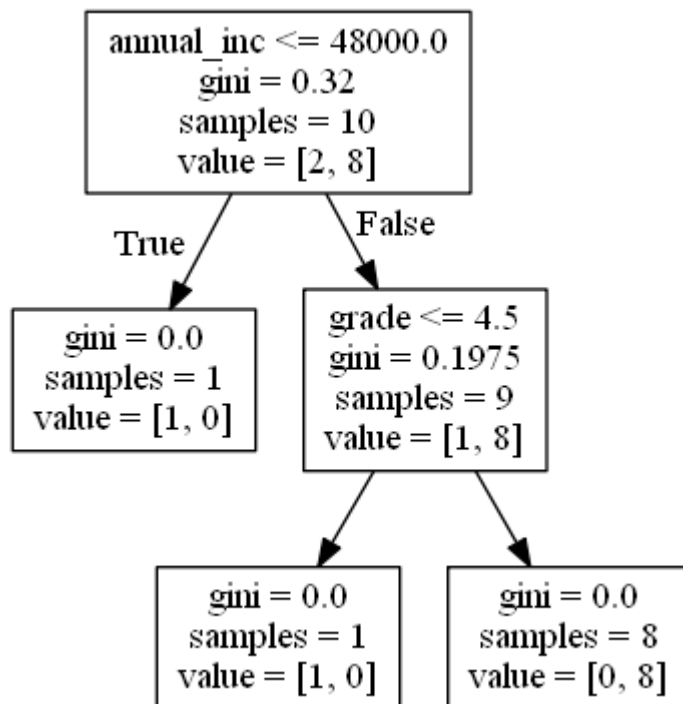 annual_inc <= 48000.0
gini = 0.32
samples = 10
value = [2, 8]
True
False
gini = 0.0
samples = 1
value = [1, 0]
grade <= 4.5
gini = 0.1975
samples = 9
value = [1, 8]
gini = 0.0
samples = 1
value = [1, 0]
gini = 0.0
samples = 8
value = [0, 8]